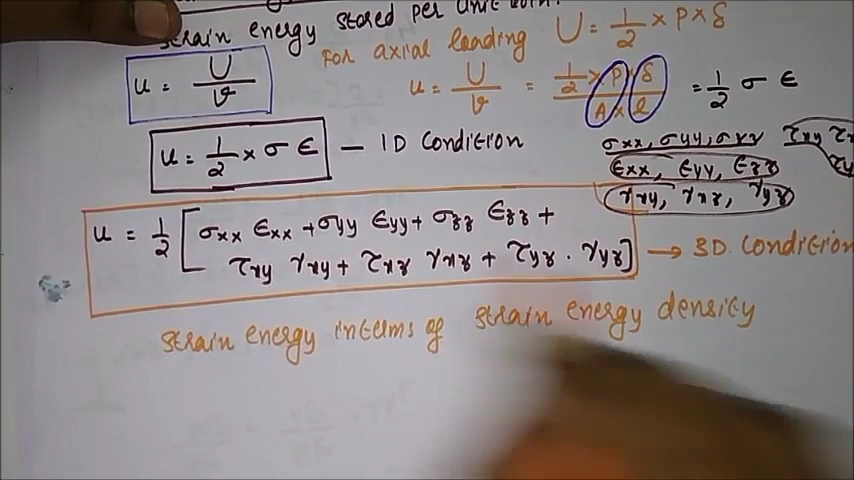 strain energy stored per unit
For axial loading U = 1/2 × P × δ
u = U/V
u = U/V = (1/2 × P × δ)/(A × l) = 1/2 σ ε
u = 1/2 × σ ε — 1D Condition
σxx, σyy, σxx τxy
εxx, εyy, εzz
γxy, γxz, γyz
u = 1/2 [σxx εxx + σyy εyy + σzz εzz +
τxy γxy + τxz γxz + τyz · γyz] → 3D. Condition
strain energy interms of strain energy density